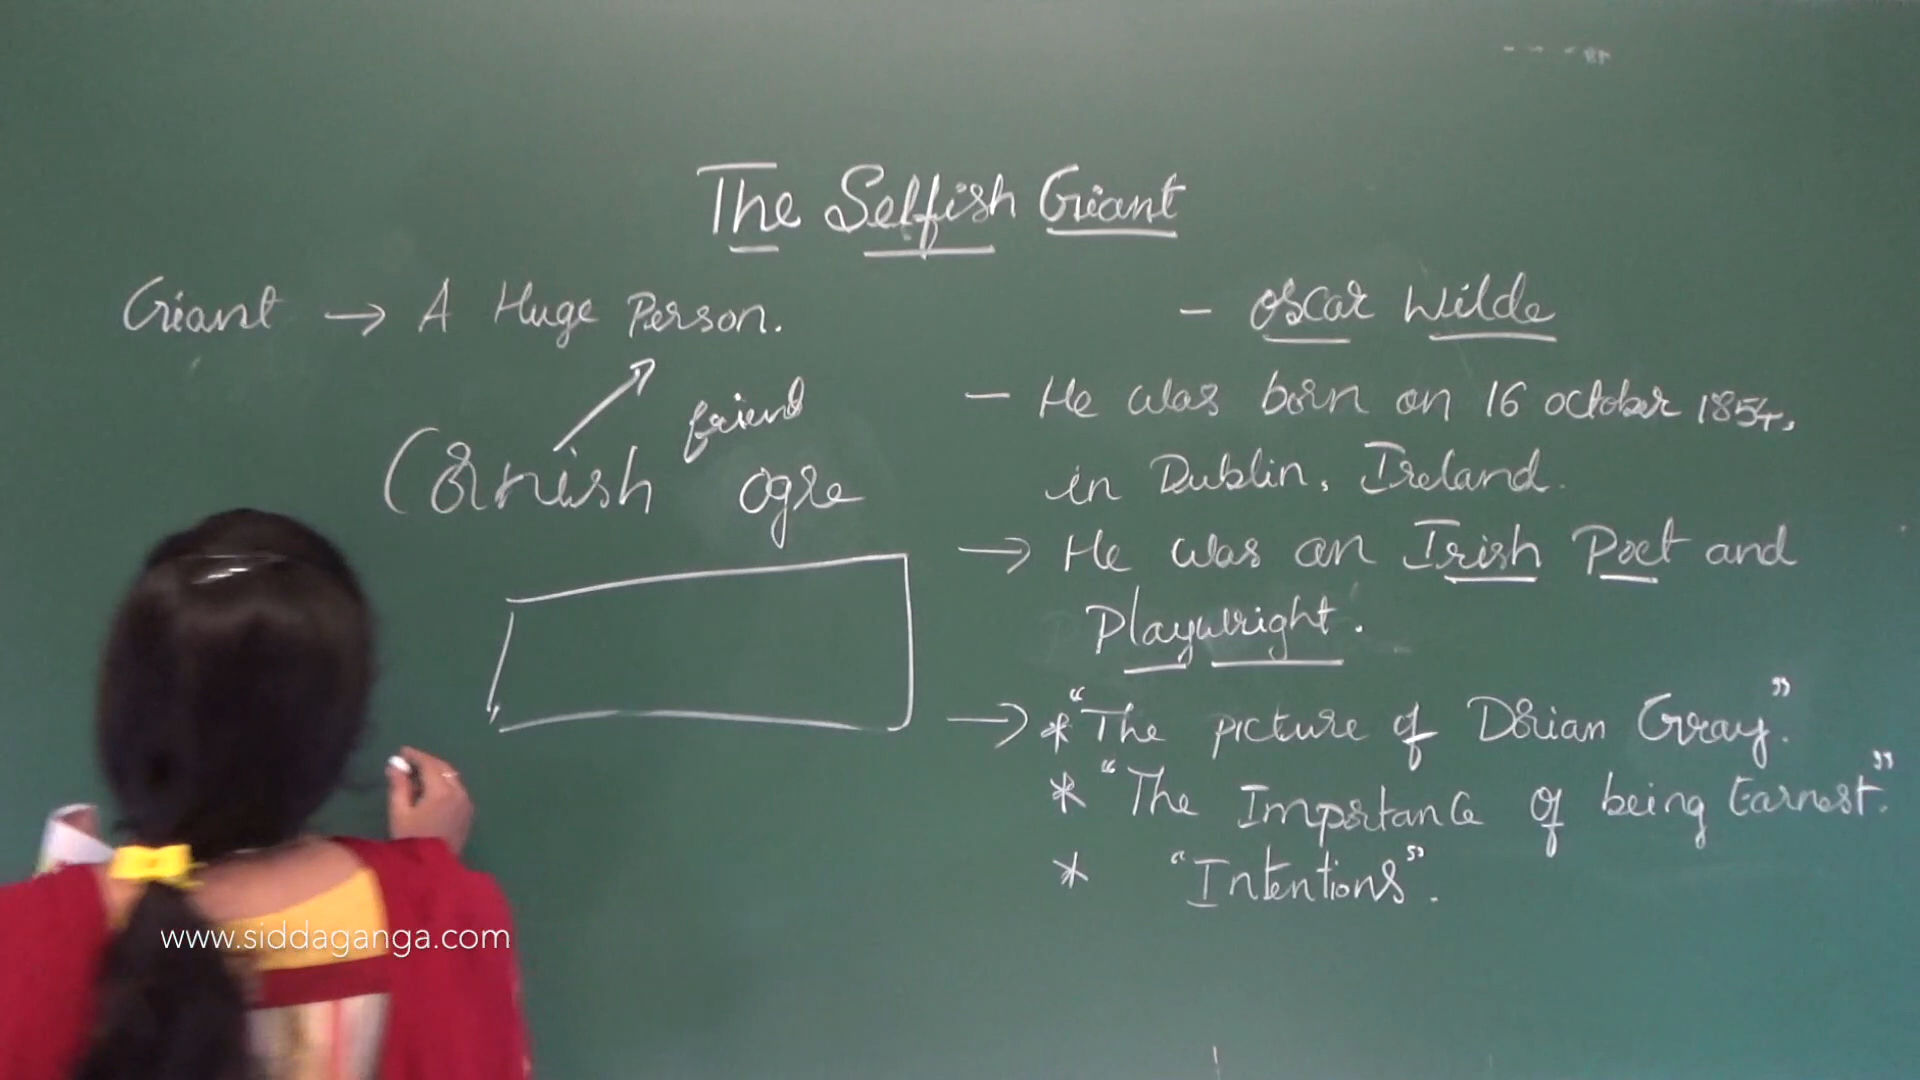 The Selfish Giant
Giant → A Huge Person.
friend
Cornish ogre
- Oscar Wilde
- He was born on 16 october 1854,
in Dublin, Ireland.
→ He was an Irish Poet and
Playwright.
→ * "The picture of Dorian Gray".
* "The Importance of being Earnest".
* "Intentions".
www.siddaganga.com